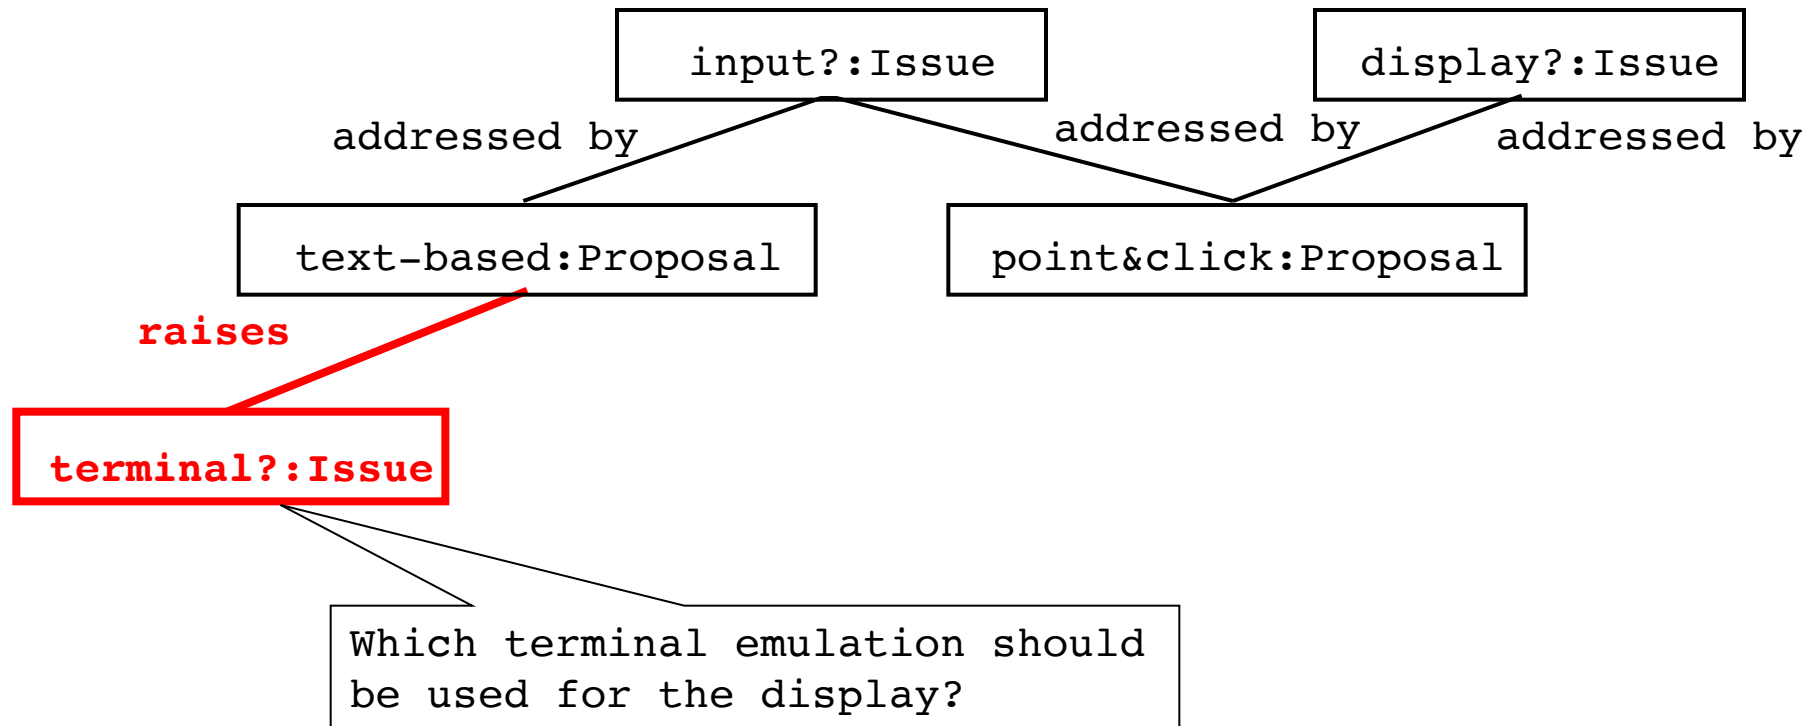 input?:Issue
display?:Issue
addressed by
addressed by
addressed by
text-based:Proposal
point&click:Proposal
raises
terminal?:Issue
Which terminal emulation should
be used for the display?